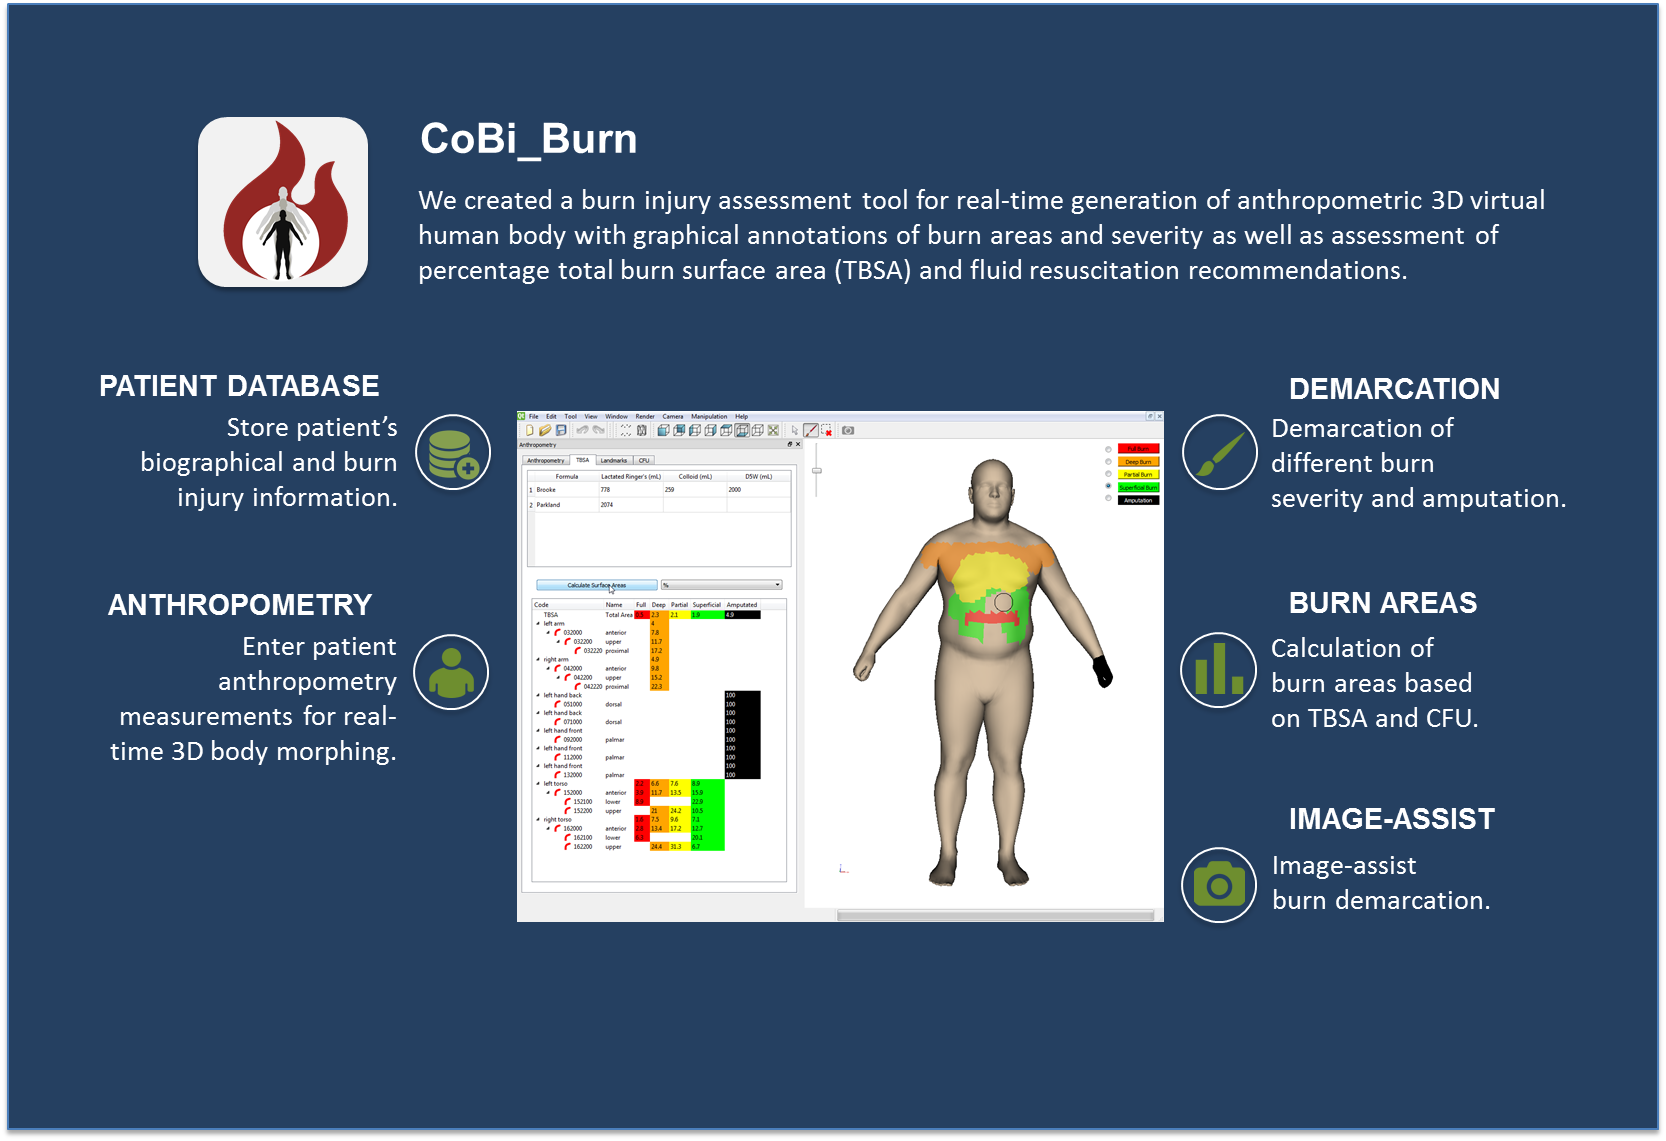 CoBi_Burn
We created a burn injury assessment tool for real-time generation of anthropometric 3D virtual
human body with graphical annotations of burn areas and severity as well as assessment of
percentage total burn surface area (TBSA) and fluid resuscitation recommendations.
PATIENT DATABASE
Store patient's
biographical and burn
injury information.
ANTHROPOMETRY
Enter patient
anthropometry
measurements for real-
time 3D body morphing.
File Edit Tool View Window Render Camera Manipulation Help
Anthropometry
Anthropometry TBSA Landmarks CFU
Formula Lactated Ringer's (mL) Colloid (mL) D5W (mL)
1 Brooke 778 259 2000
2 Parkland 2074
Calculate Surface Areas %
Code Name Full Deep Partial Superficial Amputated
TBSA Total Area 2.3 2.1 4.9
left arm 4
032000 anterior 7.8
032200 upper 11.7
032220 proximal 17.2
right arm 4.9
042000 anterior 9.8
042200 upper 15.2
042220 proximal 22.3
left hand back 100
051000 dorsal 100
left hand back 100
071000 dorsal 100
left hand front 100
092000 palmar 100
left hand front 100
112000 palmar 100
left hand front 100
132000 palmar 100
left torso 6.6 7.6 8.9
152000 anterior 11.7 13.5 15.9
152100 lower 22.9
152200 upper 21 24.2 10.5
right torso 7.5 9.6 7.1
162000 anterior 13.4 17.2 12.7
162100 lower 20.1
162200 upper 24.4 31.3 6.7
Full Burn
Deep Burn
Partial Burn
Superficial Burn
Amputation
DEMARCATION
Demarcation of
different burn
severity and amputation.
BURN AREAS
Calculation of
burn areas based
on TBSA and CFU.
IMAGE-ASSIST
Image-assist
burn demarcation.